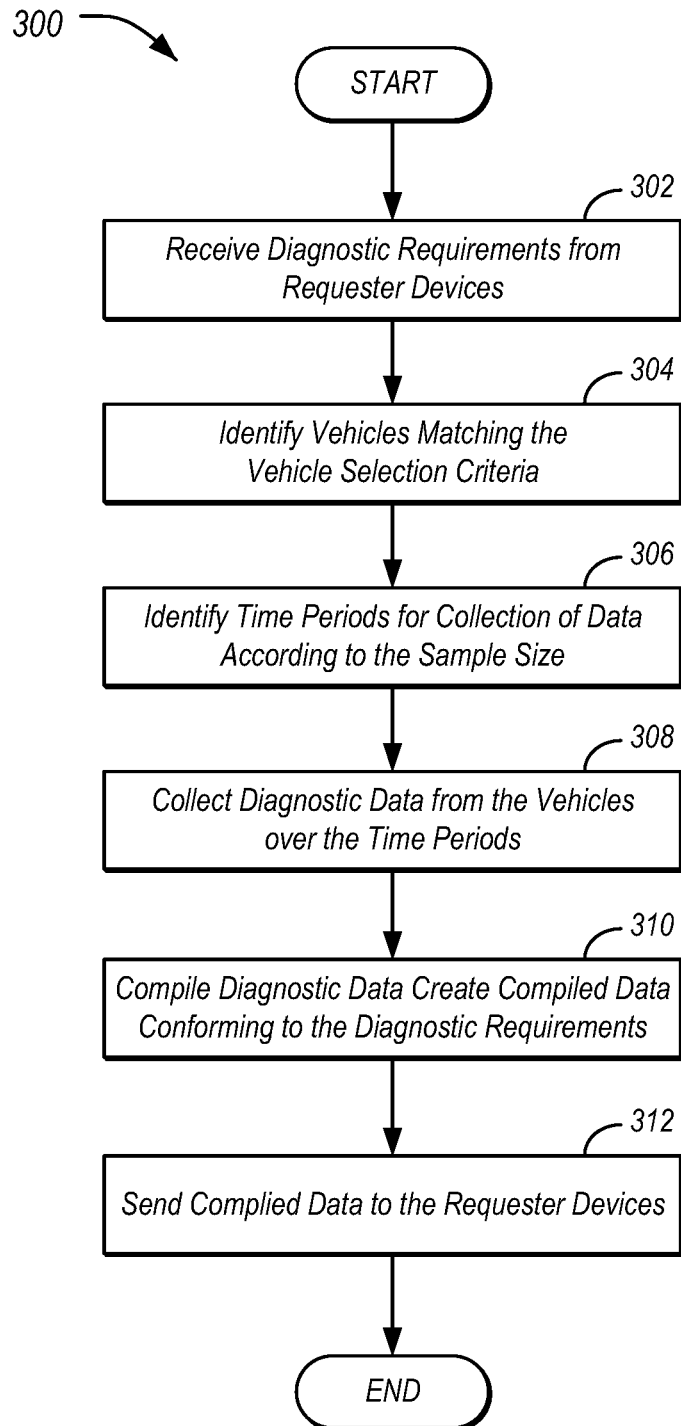 300
START
302
Receive Diagnostic Requirements from
Requester Devices
304
Identify Vehicles Matching the
Vehicle Selection Criteria
306
Identify Time Periods for Collection of Data
According to the Sample Size
308
Collect Diagnostic Data from the Vehicles
over the Time Periods
310
Compile Diagnostic Data Create Compiled Data
Conforming to the Diagnostic Requirements
312
Send Complied Data to the Requester Devices
END